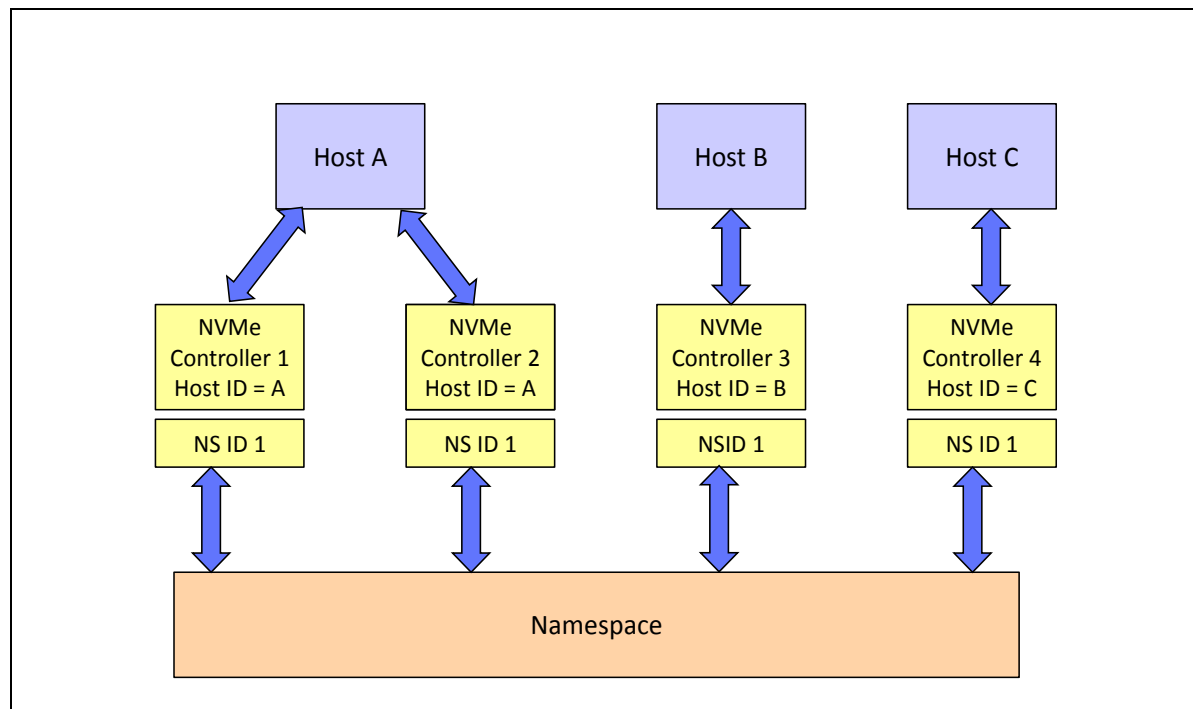 Host A
Host B
Host C
NVMe
Controller 1
Host ID = A
NVMe
Controller 2
Host ID = A
NVMe
Controller 3
Host ID = B
NVMe
Controller 4
Host ID = C
NS ID 1
NS ID 1
NSID 1
NS ID 1
Namespace